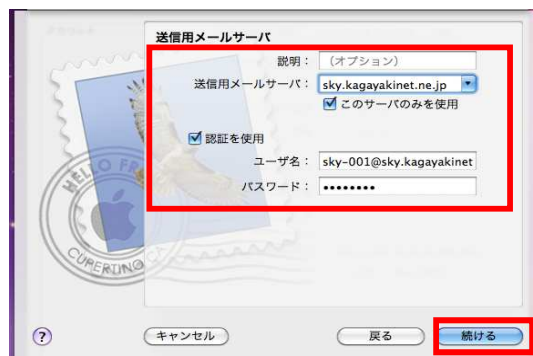 送信用メールサーバ
説明： （オプション）
送信用メールサーバ： sky.kagayakinet.ne.jp
このサーバのみを使用
認証を使用
ユーザ名： sky-001@sky.kagayakinet
パスワード： ••••••••
HELLO FR
CUPERTINO
? キャンセル 戻る 続ける